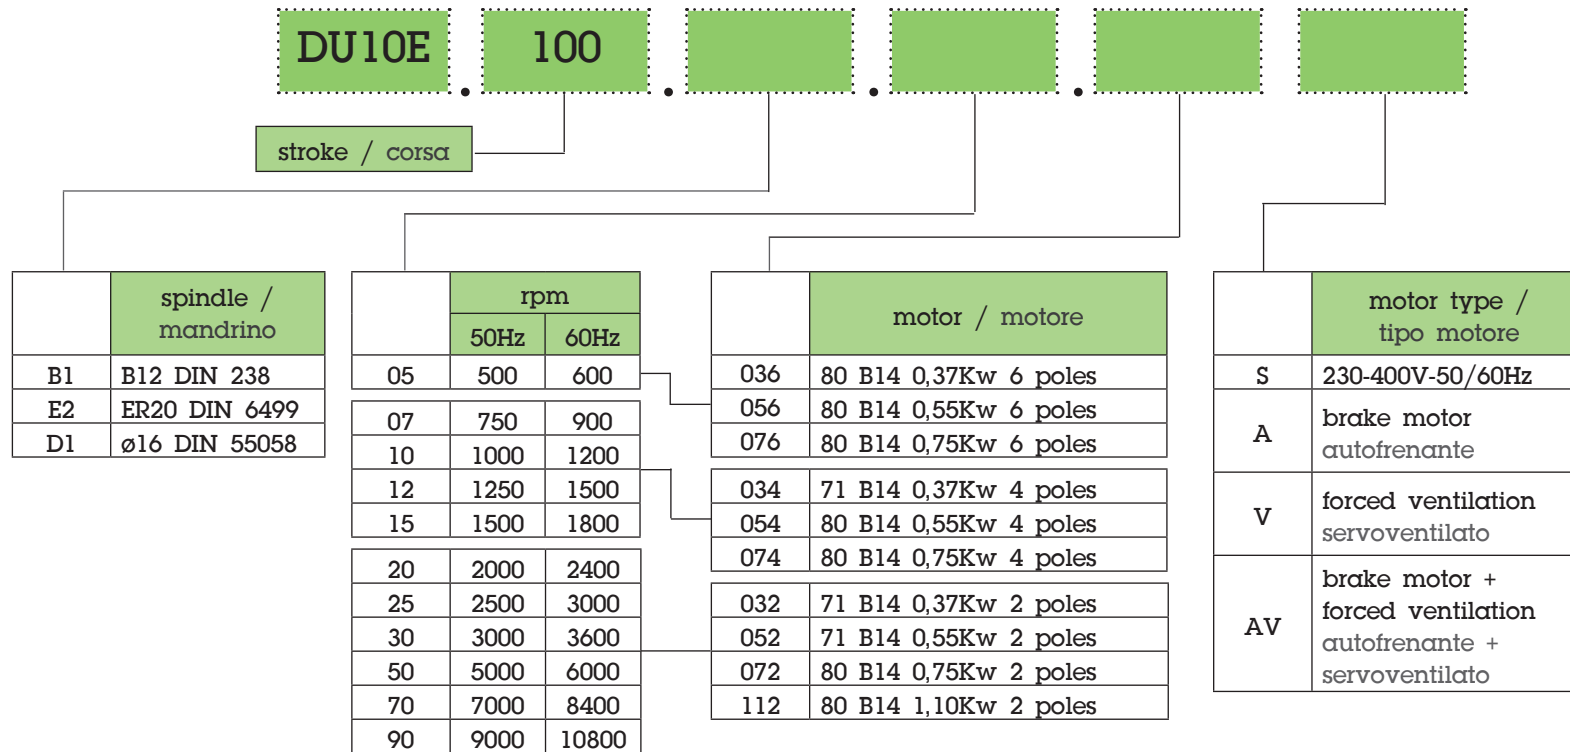 DU10E . 100 . . .
stroke / corsa
spindle /
mandrino
B1 B12 DIN 238
E2 ER20 DIN 6499
D1 ø16 DIN 55058
rpm
50Hz 60Hz
05 500 600
07 750 900
10 1000 1200
12 1250 1500
15 1500 1800
20 2000 2400
25 2500 3000
30 3000 3600
50 5000 6000
70 7000 8400
90 9000 10800
motor / motore
036 80 B14 0,37Kw 6 poles
056 80 B14 0,55Kw 6 poles
076 80 B14 0,75Kw 6 poles
034 71 B14 0,37Kw 4 poles
054 80 B14 0,55Kw 4 poles
074 80 B14 0,75Kw 4 poles
032 71 B14 0,37Kw 2 poles
052 71 B14 0,55Kw 2 poles
072 80 B14 0,75Kw 2 poles
112 80 B14 1,10Kw 2 poles
motor type /
tipo motore
S 230-400V-50/60Hz
A brake motor
autofrenante
V forced ventilation
servoventilato
AV brake motor +
forced ventilation
autofrenante +
servoventilato